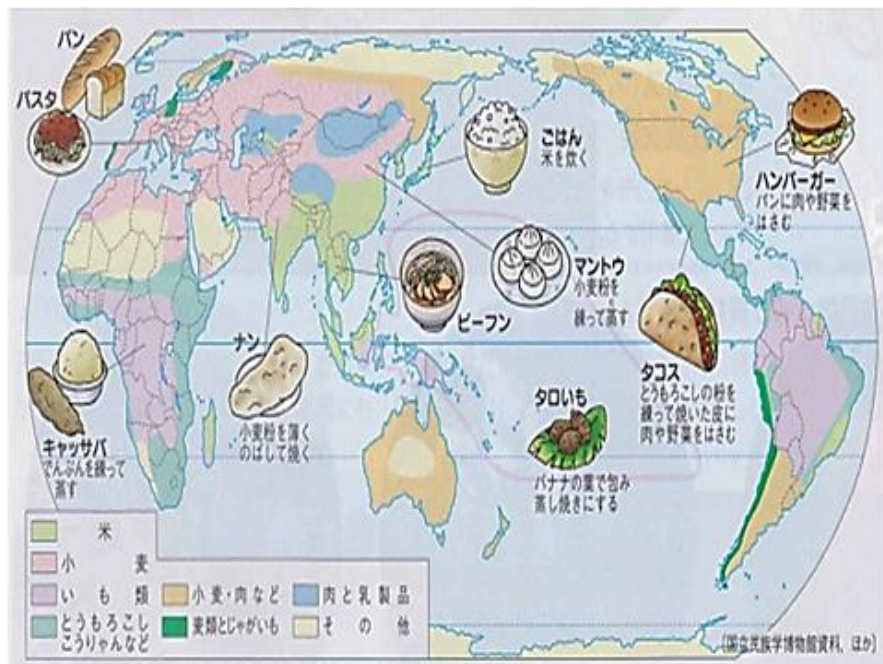 パン
パスタ
ごはん
米を炊く
ハンバーガー
パンに肉や野菜を
はさむ
マントウ
小麦粉を
練って蒸す
ビーフン
ナン
小麦粉を薄く
のばして焼く
タコス
とうもろこしの粉を
練って焼いた皮に
肉や野菜をはさむ
タロいも
バナナの葉で包み
蒸し焼きにする
キャッサバ
でんぷんを練って
蒸す
米
小麦
いも類
とうもろこし
こうりゃんなど
小麦・肉など
麦類とじゃがいも
肉と乳製品
その他
〔国立民族学博物館資料、ほか〕